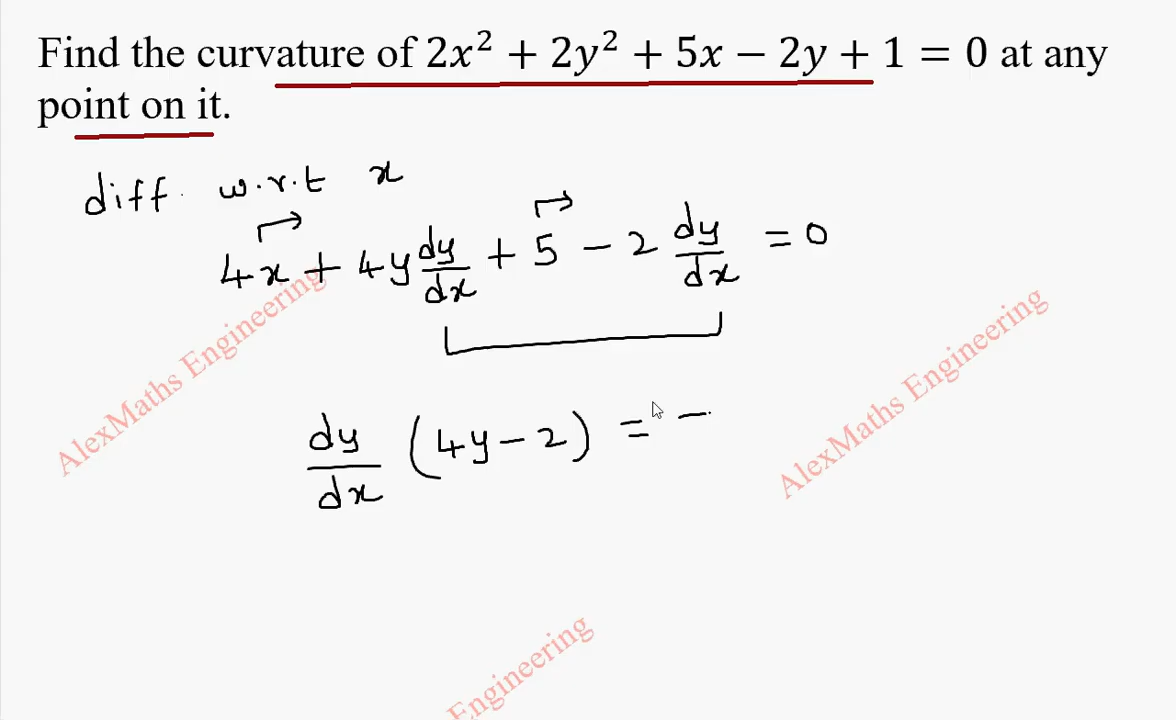 Find the curvature of 2x² + 2y² + 5x − 2y + 1 = 0 at any
point on it.
diff. w.r.t x
4x + 4y dy/dx + 5 − 2 dy/dx = 0
dy/dx (4y − 2) = −
AlexMaths Engineering
AlexMaths Engineering
Engineering